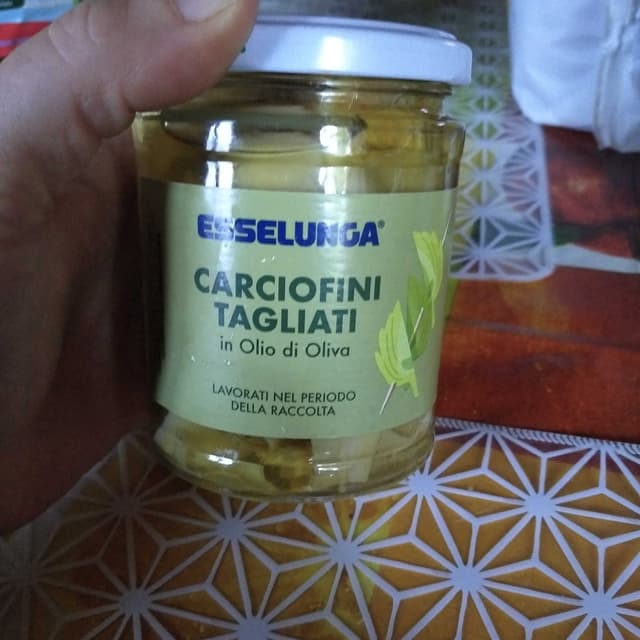 ESSELUNGA®
CARCIOFINI
TAGLIATI
in Olio di Oliva
LAVORATI NEL PERIODO
DELLA RACCOLTA